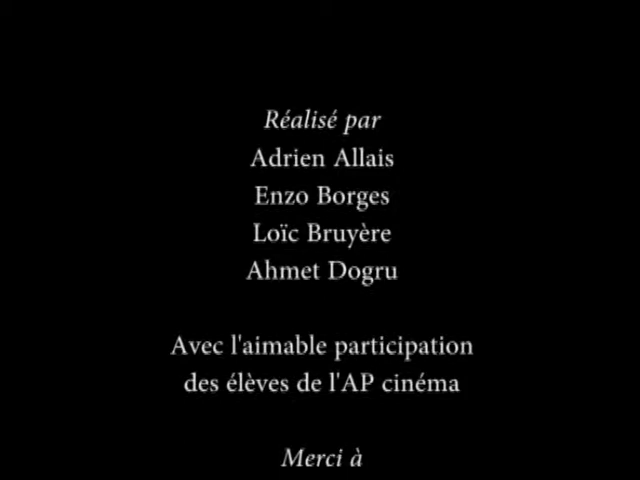 Réalisé par
Adrien Allais
Enzo Borges
Loïc Bruyère
Ahmet Dogru
Avec l'aimable participation
des élèves de l'AP cinéma
Merci à